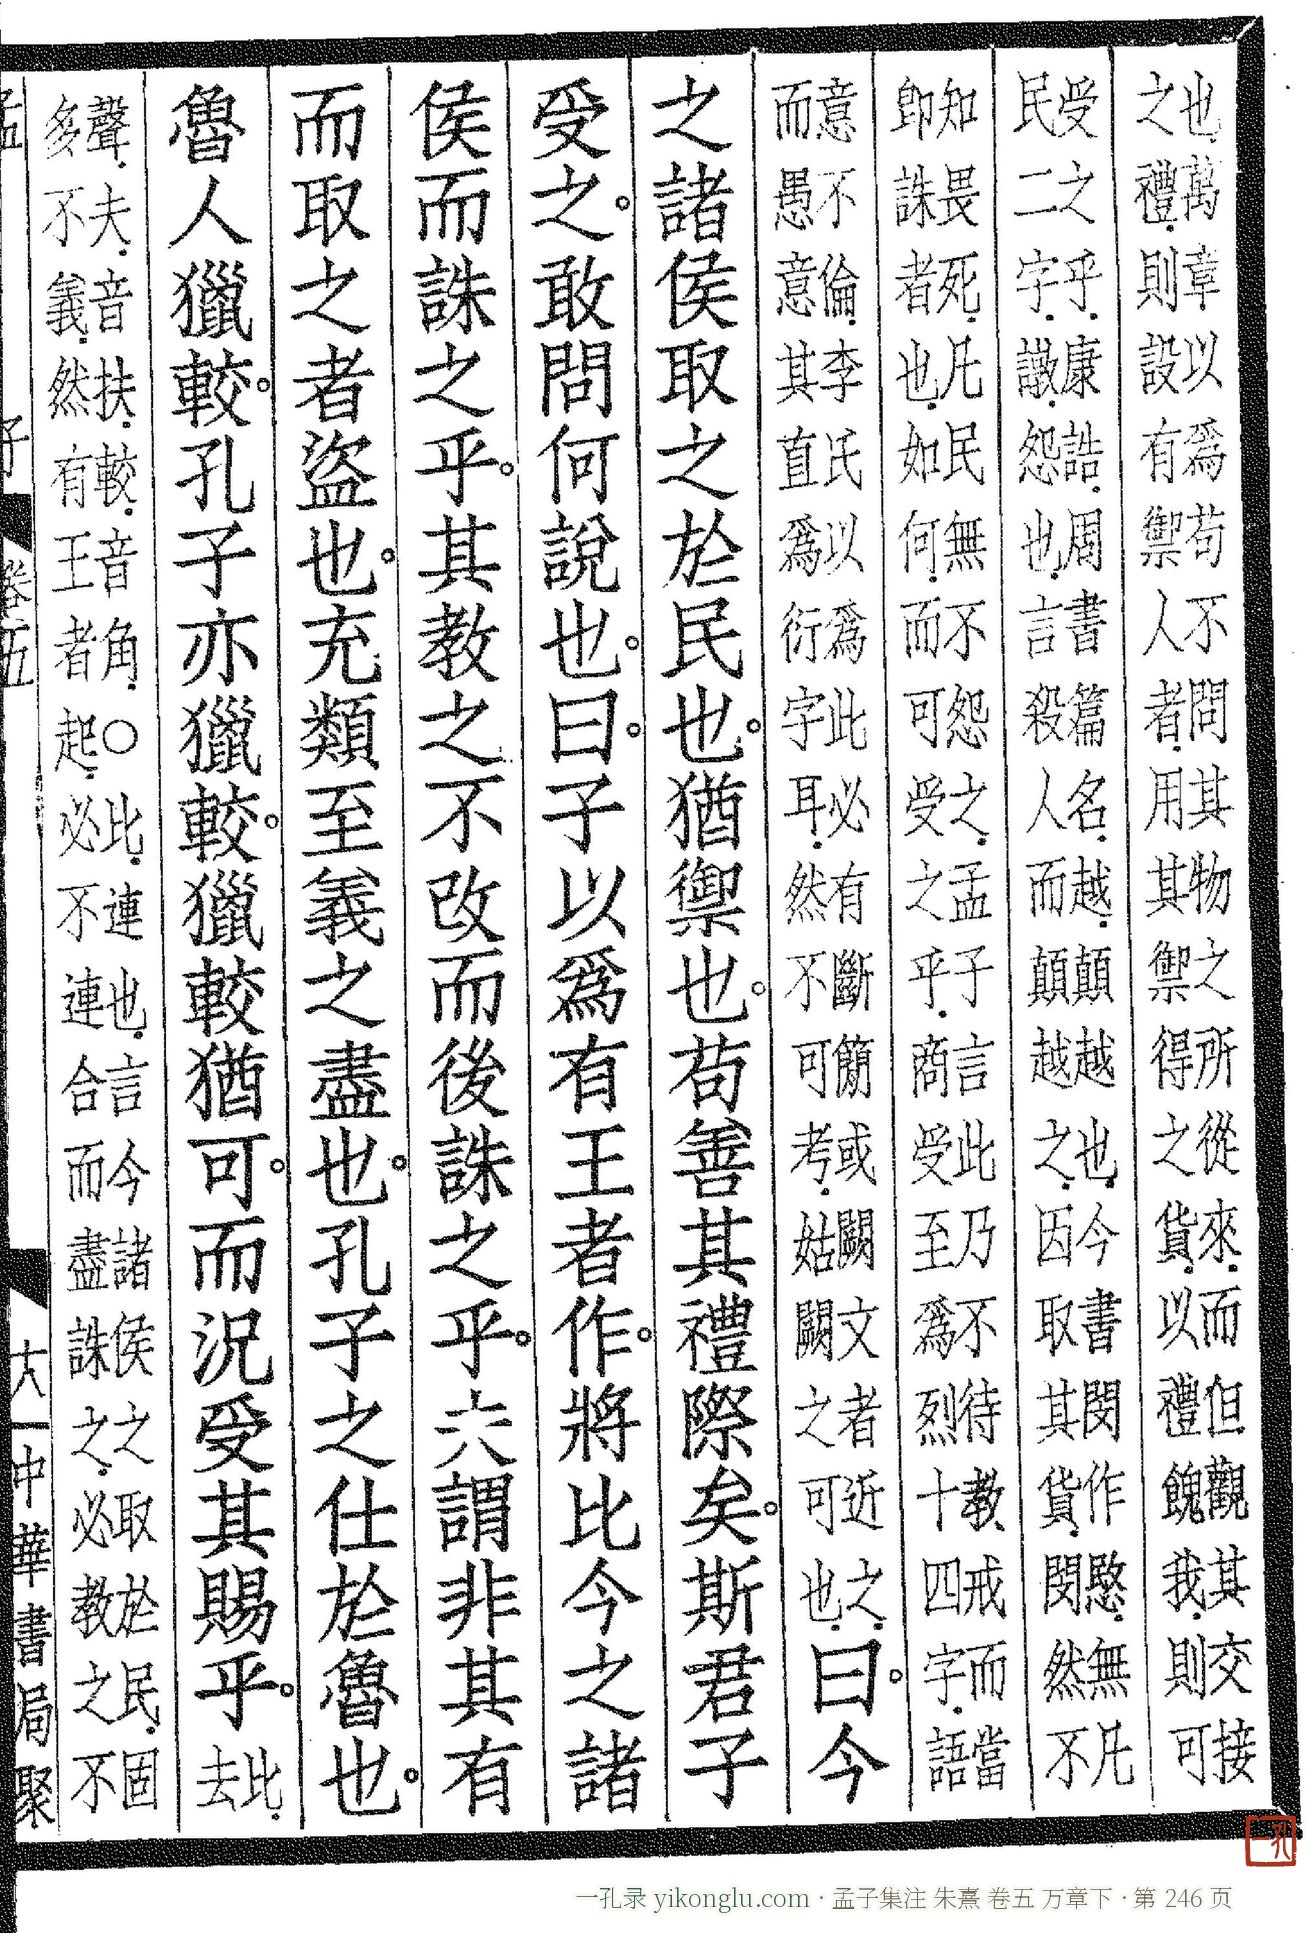 也.萬章.以爲苟不問其物之所從來.而但觀其交接
之禮.則設有禦人者.用其禦得之貨.以禮餽我.則可
受之乎.康誥.周書篇名.越.顚越也.今書閔作愍.無凡
民二字.譈.怨也.言殺人而顚越之.因取其貨.閔然不
知畏死.凡民無不怨之.孟子言此乃不待教戒而當
卽誅者也.如何.而可受之乎.商受至爲烈十四字.語
意不倫.李氏以爲此必有斷簡或闕文者近之.
而愚意其直爲衍字耳.然不可考.姑闕之可也.
曰。今
之諸侯取之於民也。猶禦也。苟善其禮際矣。斯君子
受之。敢問何說也。曰。子以爲有王者作。將比今之諸
侯而誅之乎。其教之不改而後誅之乎。夫謂非其有
而取之者盜也。充類至義之盡也。孔子之仕於魯也。
魯人獵較。孔子亦獵較。獵較猶可。而況受其賜乎。
比.
去
聲.夫.音扶.較.音角.○比.連也.言今諸侯之取於民.固
多不義.然有王者起.必不連合而盡誅之.必教之不
孟子 卷五 大一中華書局聚
一孔
一孔录 yikonglu.com · 孟子集注 朱熹 卷五 万章下 · 第 246 页